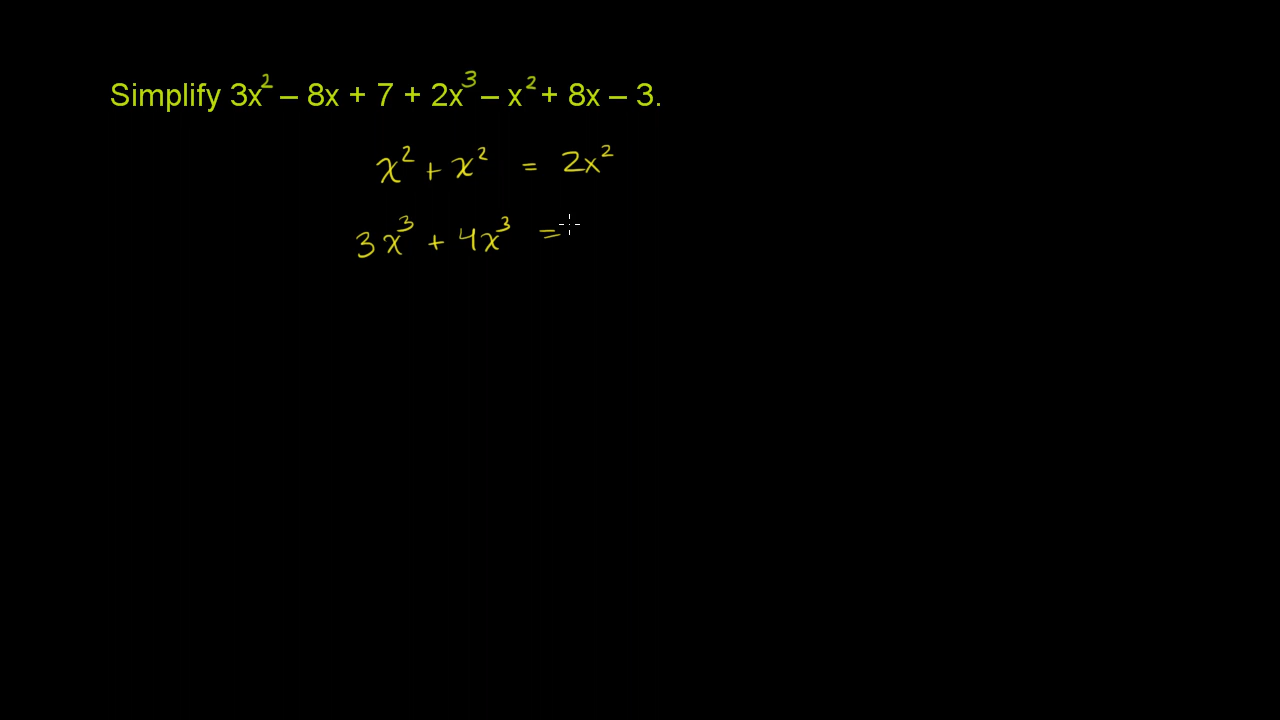 Simplify 3x² – 8x + 7 + 2x³ – x² + 8x – 3.
x² + x² = 2x²
3x³ + 4x³ =